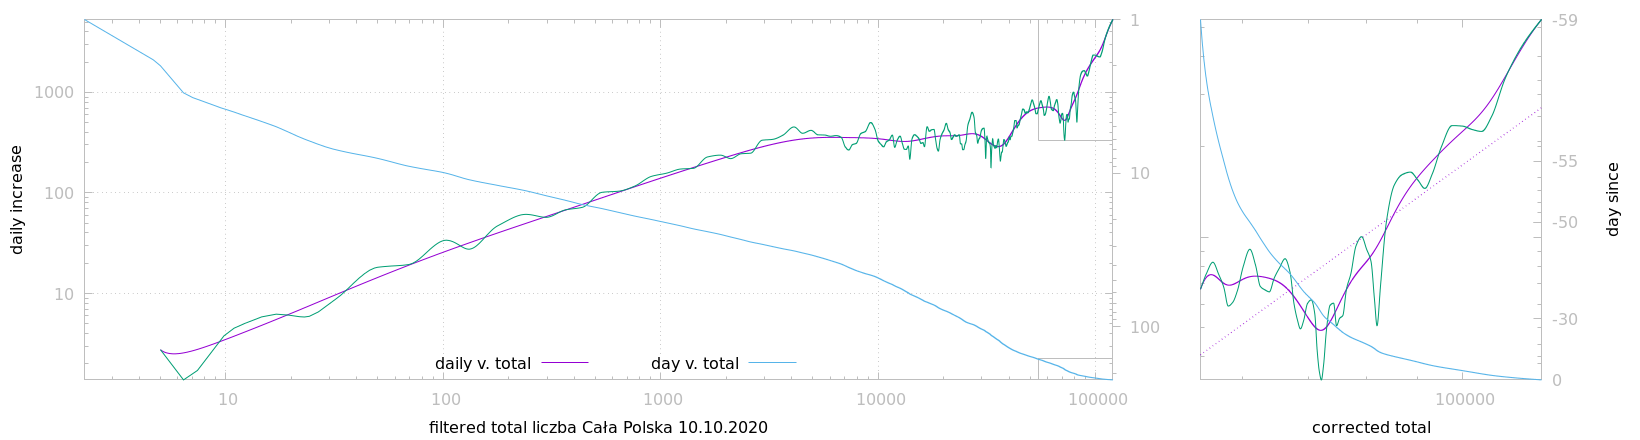 1000
100
10
daily increase
1
10
100
daily v. total
day v. total
10
100
1000
10000
100000
filtered total liczba Cała Polska 10.10.2020
-59
-55
-50
-30
0
day since
100000
corrected total